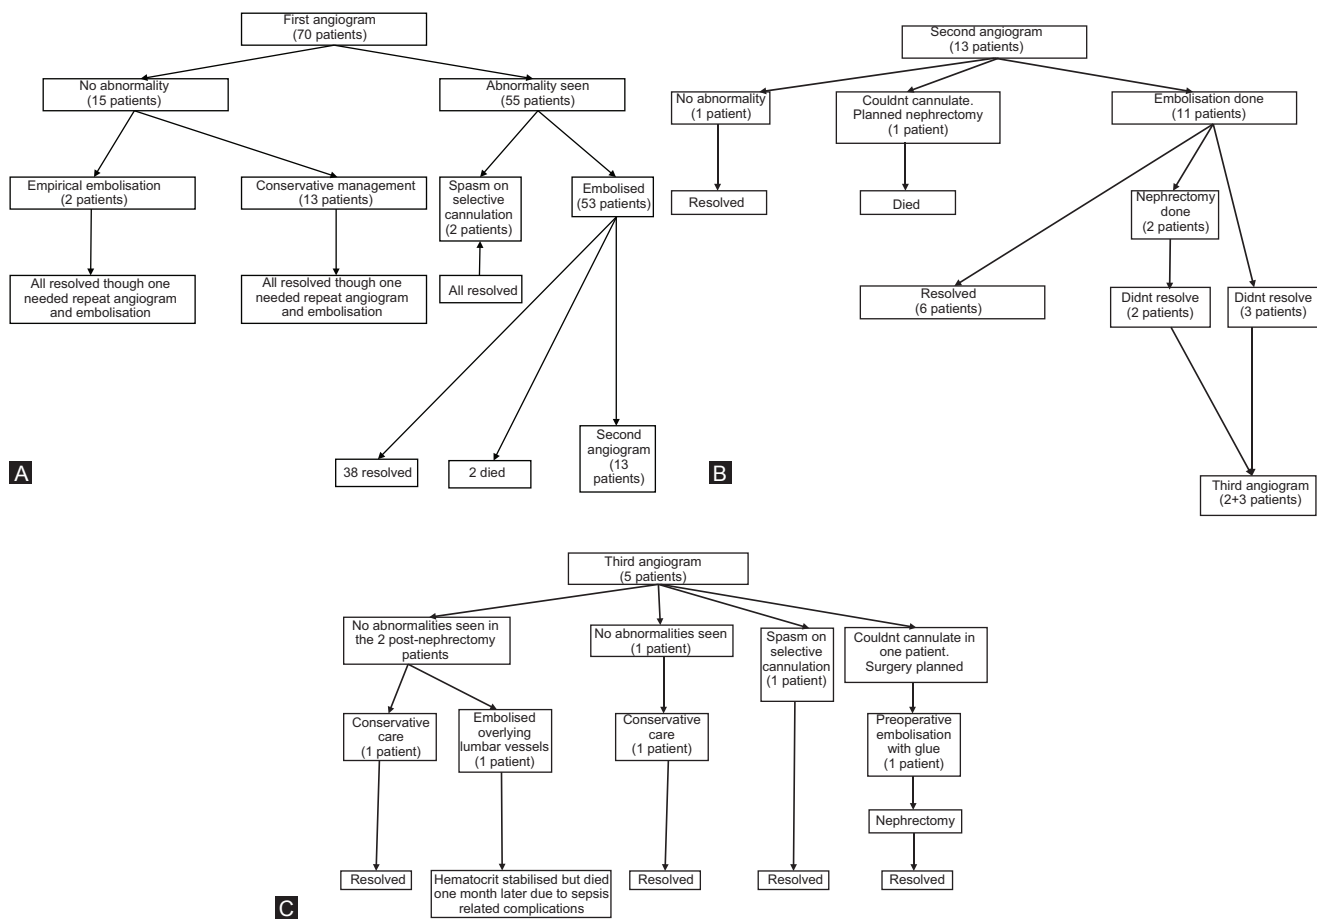 First angiogram
(70 patients)
No abnormality
(15 patients)
Abnormality seen
(55 patients)
Empirical embolisation
(2 patients)
Conservative management
(13 patients)
Spasm on
selective
cannulation
(2 patients)
Embolised
(53 patients)
All resolved though one
needed repeat angiogram
and embolisation
All resolved though one
needed repeat angiogram
and embolisation
All resolved
38 resolved
2 died
Second
angiogram
(13
patients)
A
Second angiogram
(13 patients)
No abnormality
(1 patient)
Couldnt cannulate.
Planned nephrectomy
(1 patient)
Embolisation done
(11 patients)
Resolved
Died
Nephrectomy
done
(2 patients)
Resolved
(6 patients)
Didnt resolve
(2 patients)
Didnt resolve
(3 patients)
Third angiogram
(2+3 patients)
B
Third angiogram
(5 patients)
No abnormalities seen in
the 2 post-nephrectomy
patients
No abnormalities seen
(1 patient)
Spasm on
selective
cannulation
(1 patient)
Couldnt cannulate in
one patient.
Surgery planned
Conservative
care
(1 patient)
Embolised
overlying
lumbar vessels
(1 patient)
Conservative
care
(1 patient)
Preoperative
embolisation
with glue
(1 patient)
Nephrectomy
Resolved
Hematocrit stabilised but died
one month later due to sepsis
related complications
Resolved
Resolved
Resolved
C